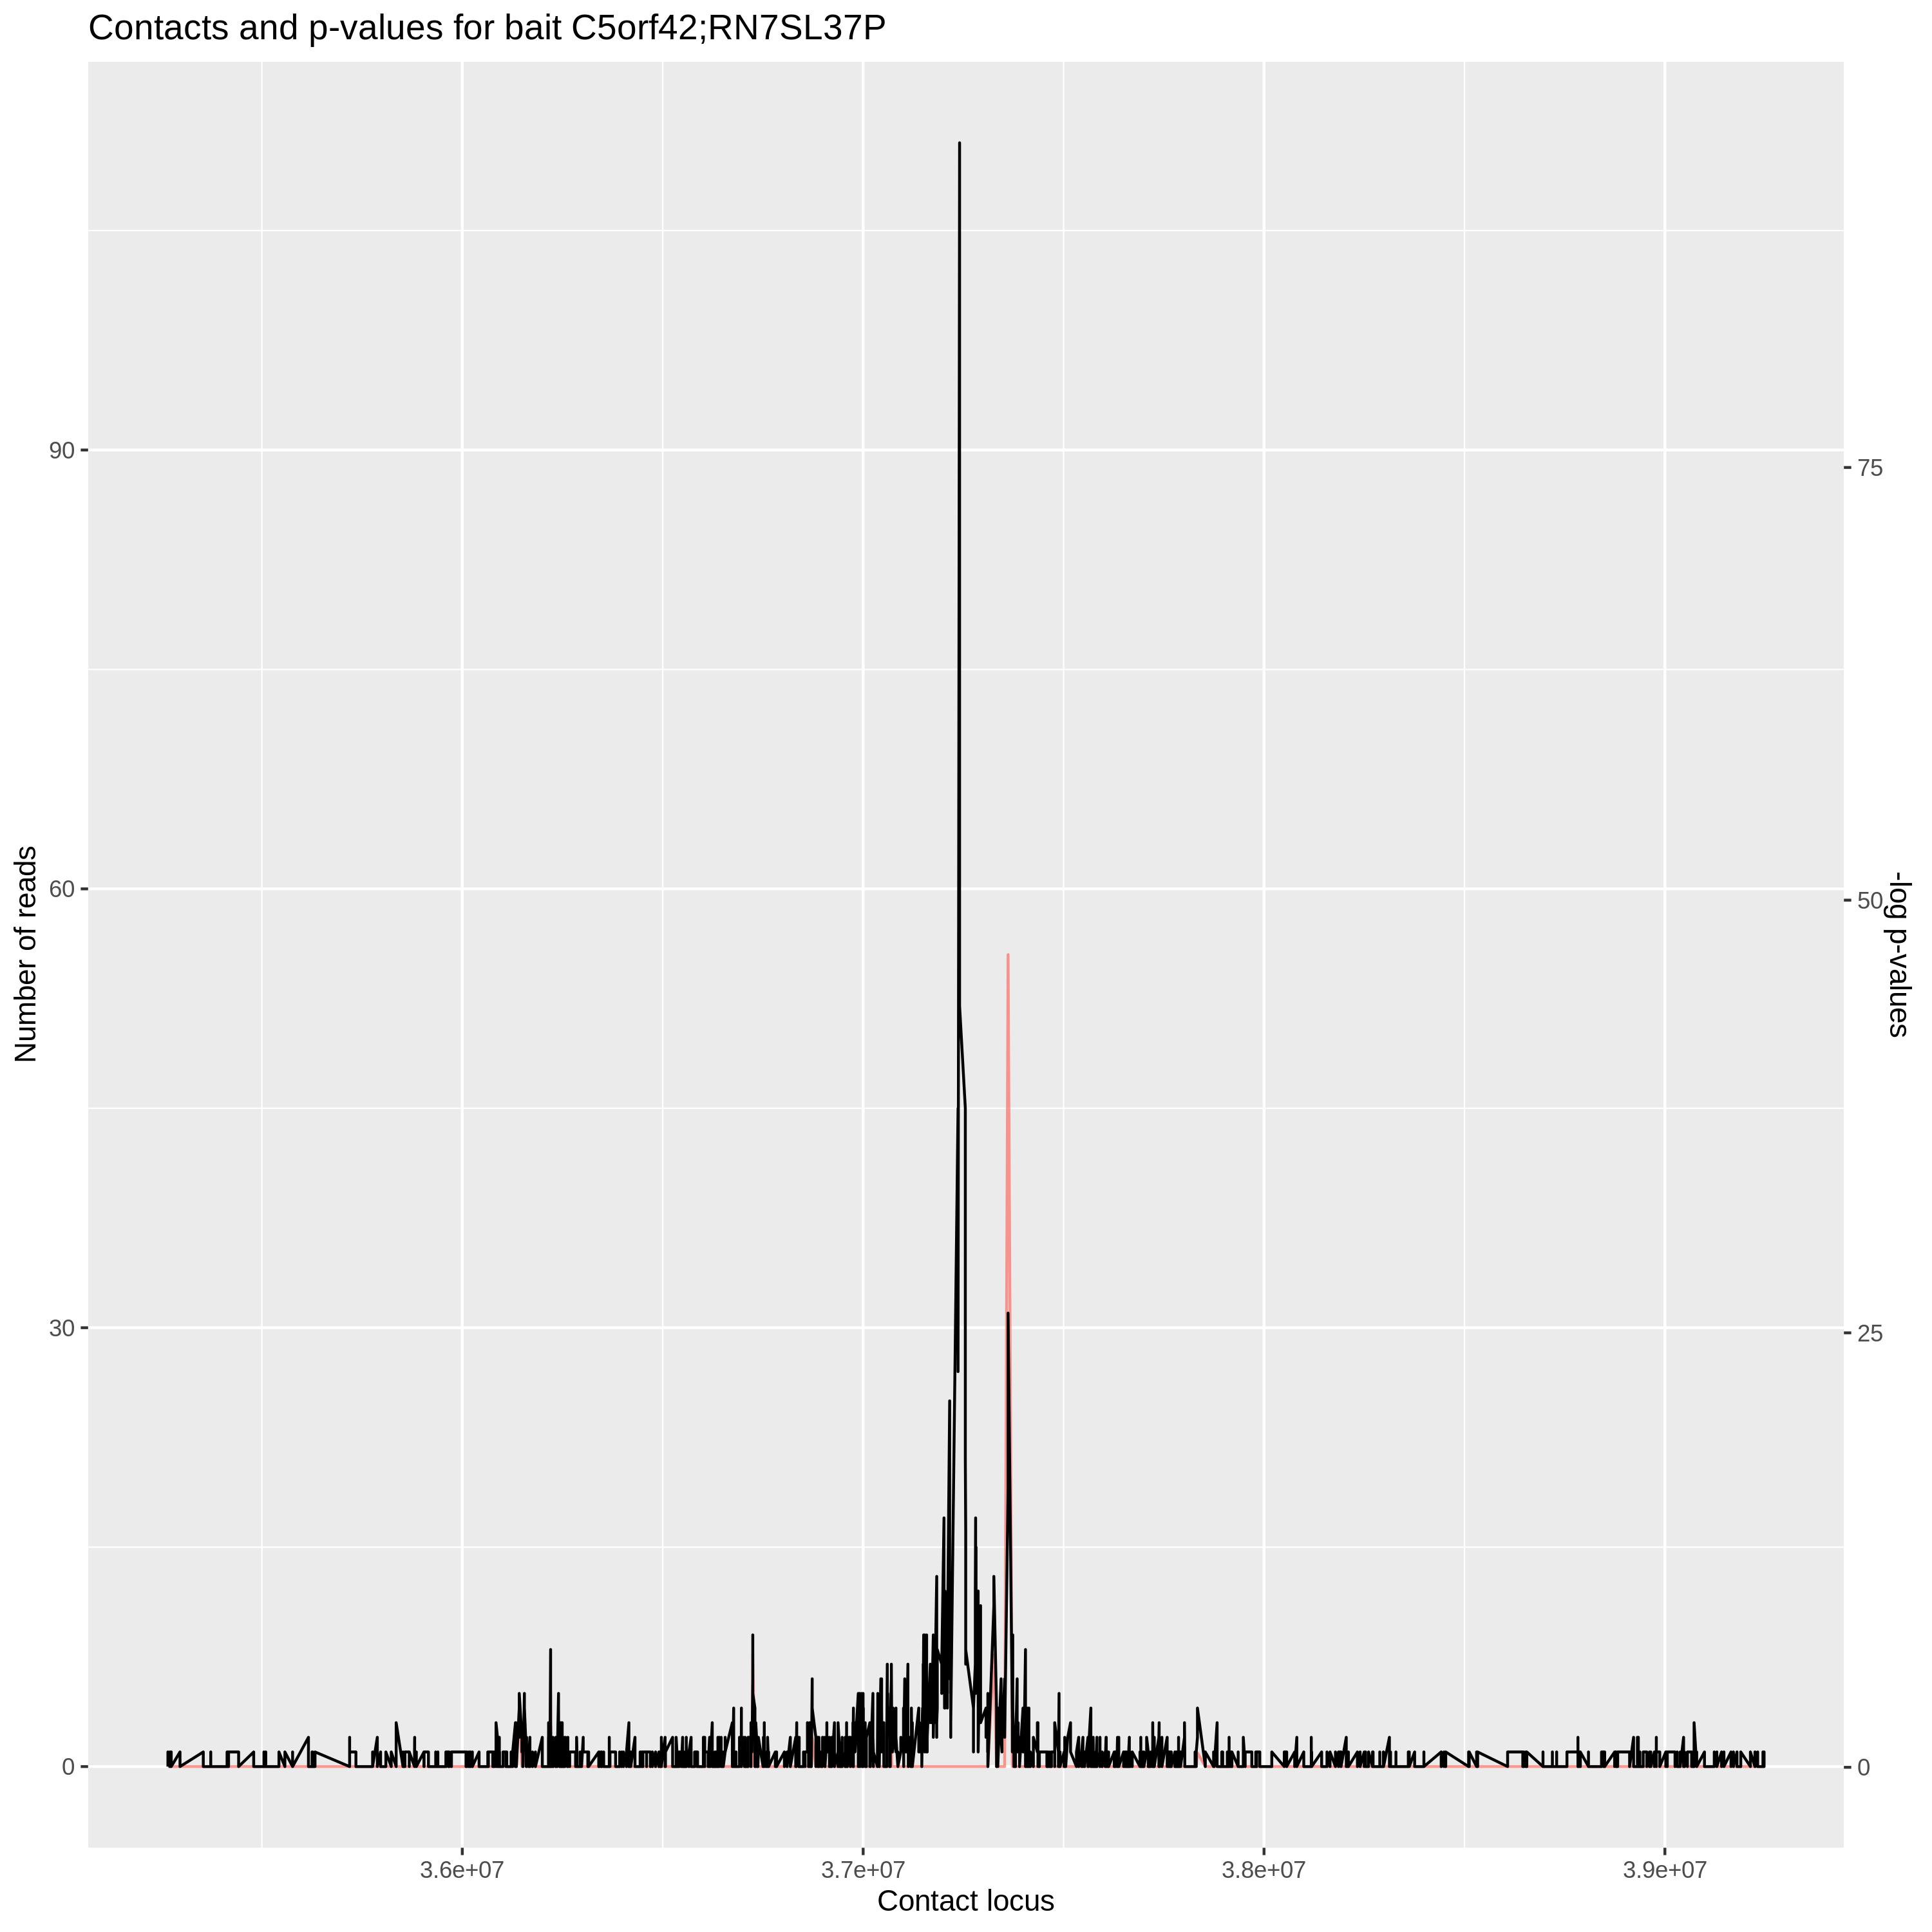 Contacts and p-values for bait C5orf42;RN7SL37P
90
60
30
0
75
50
25
0
Number of reads
-log p-values
3.6e+07
3.7e+07
3.8e+07
3.9e+07
Contact locus